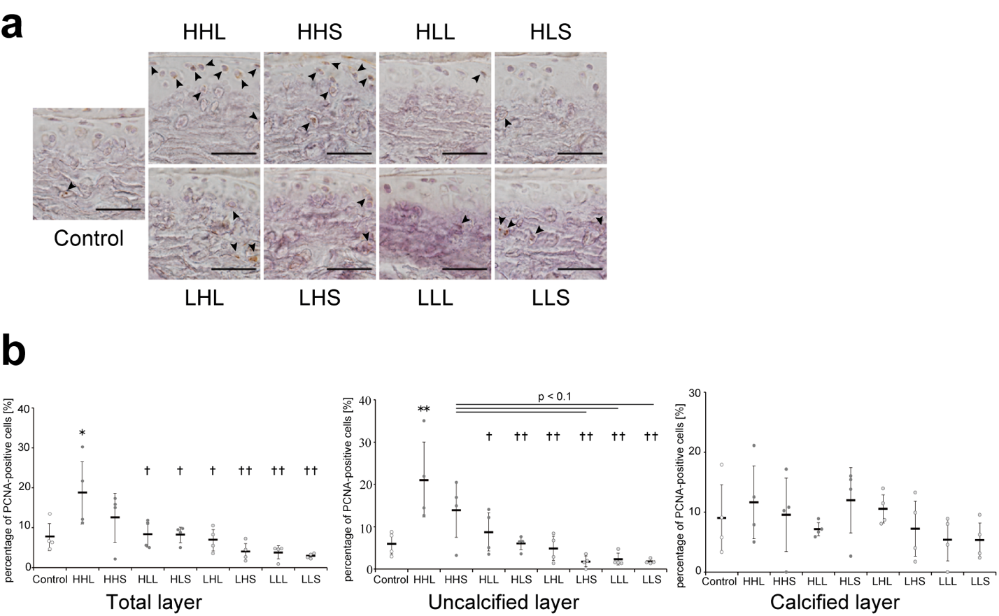 a
HHL HHS HLL HLS
Control
LHL LHS LLL LLS
b
percentage of PCNA-positive cells [%]
40
30
20
10
0
*
† † † †† †† ††
Control HHL HHS HLL HLS LHL LHS LLL LLS
Total layer
percentage of PCNA-positive cells [%]
40
30
20
10
0
p < 0.1
**
† †† †† †† †† ††
Control HHL HHS HLL HLS LHL LHS LLL LLS
Uncalcified layer
percentage of PCNA-positive cells [%]
30
20
10
0
Control HHL HHS HLL HLS LHL LHS LLL LLS
Calcified layer